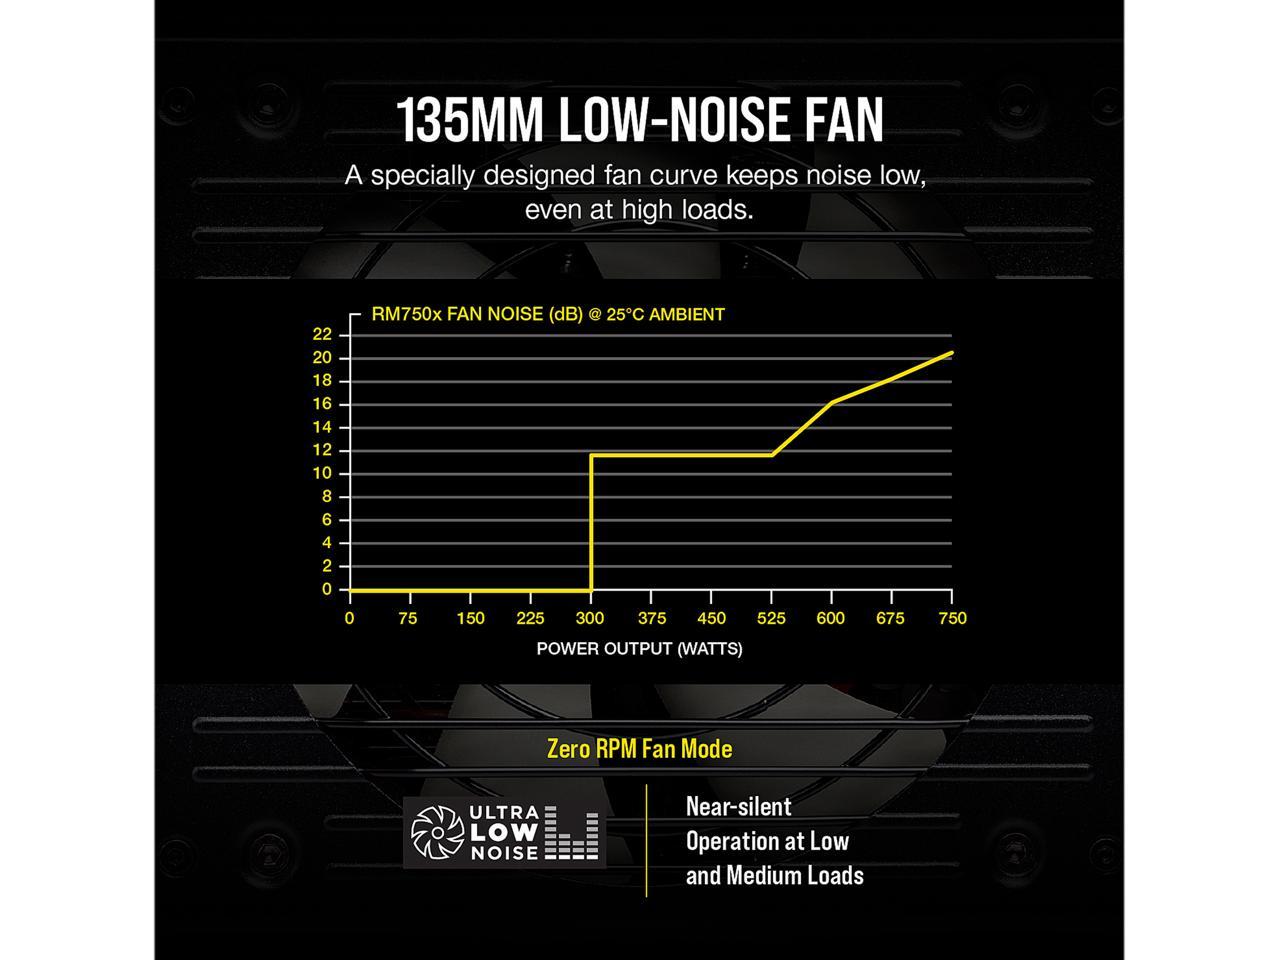 135MM LOW-NOISE FAN
A specially designed fan curve keeps noise low,
even at high loads.
RM750x FAN NOISE (dB) @ 25°C AMBIENT
22
20
18
16
14
12
10
8
6
4
2
0
0 75 150 225 300 375 450 525 600 675 750
POWER OUTPUT (WATTS)
Zero RPM Fan Mode
ULTRA
LOW
NOISE
Near-silent
Operation at Low
and Medium Loads